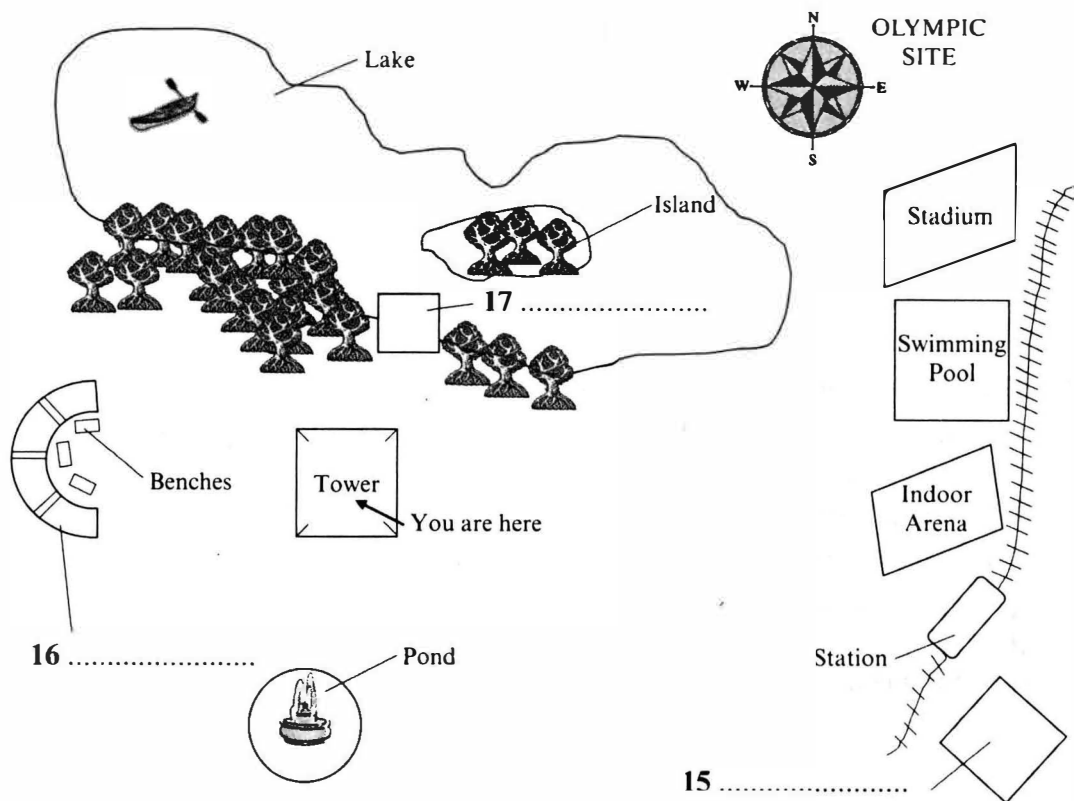 N
OLYMPIC
SITE
W
E
S
Lake
Stadium
Island
17 ........................
Swimming
Pool
Benches
Tower
You are here
Indoor
Arena
16 ........................
Pond
Station
15 ........................